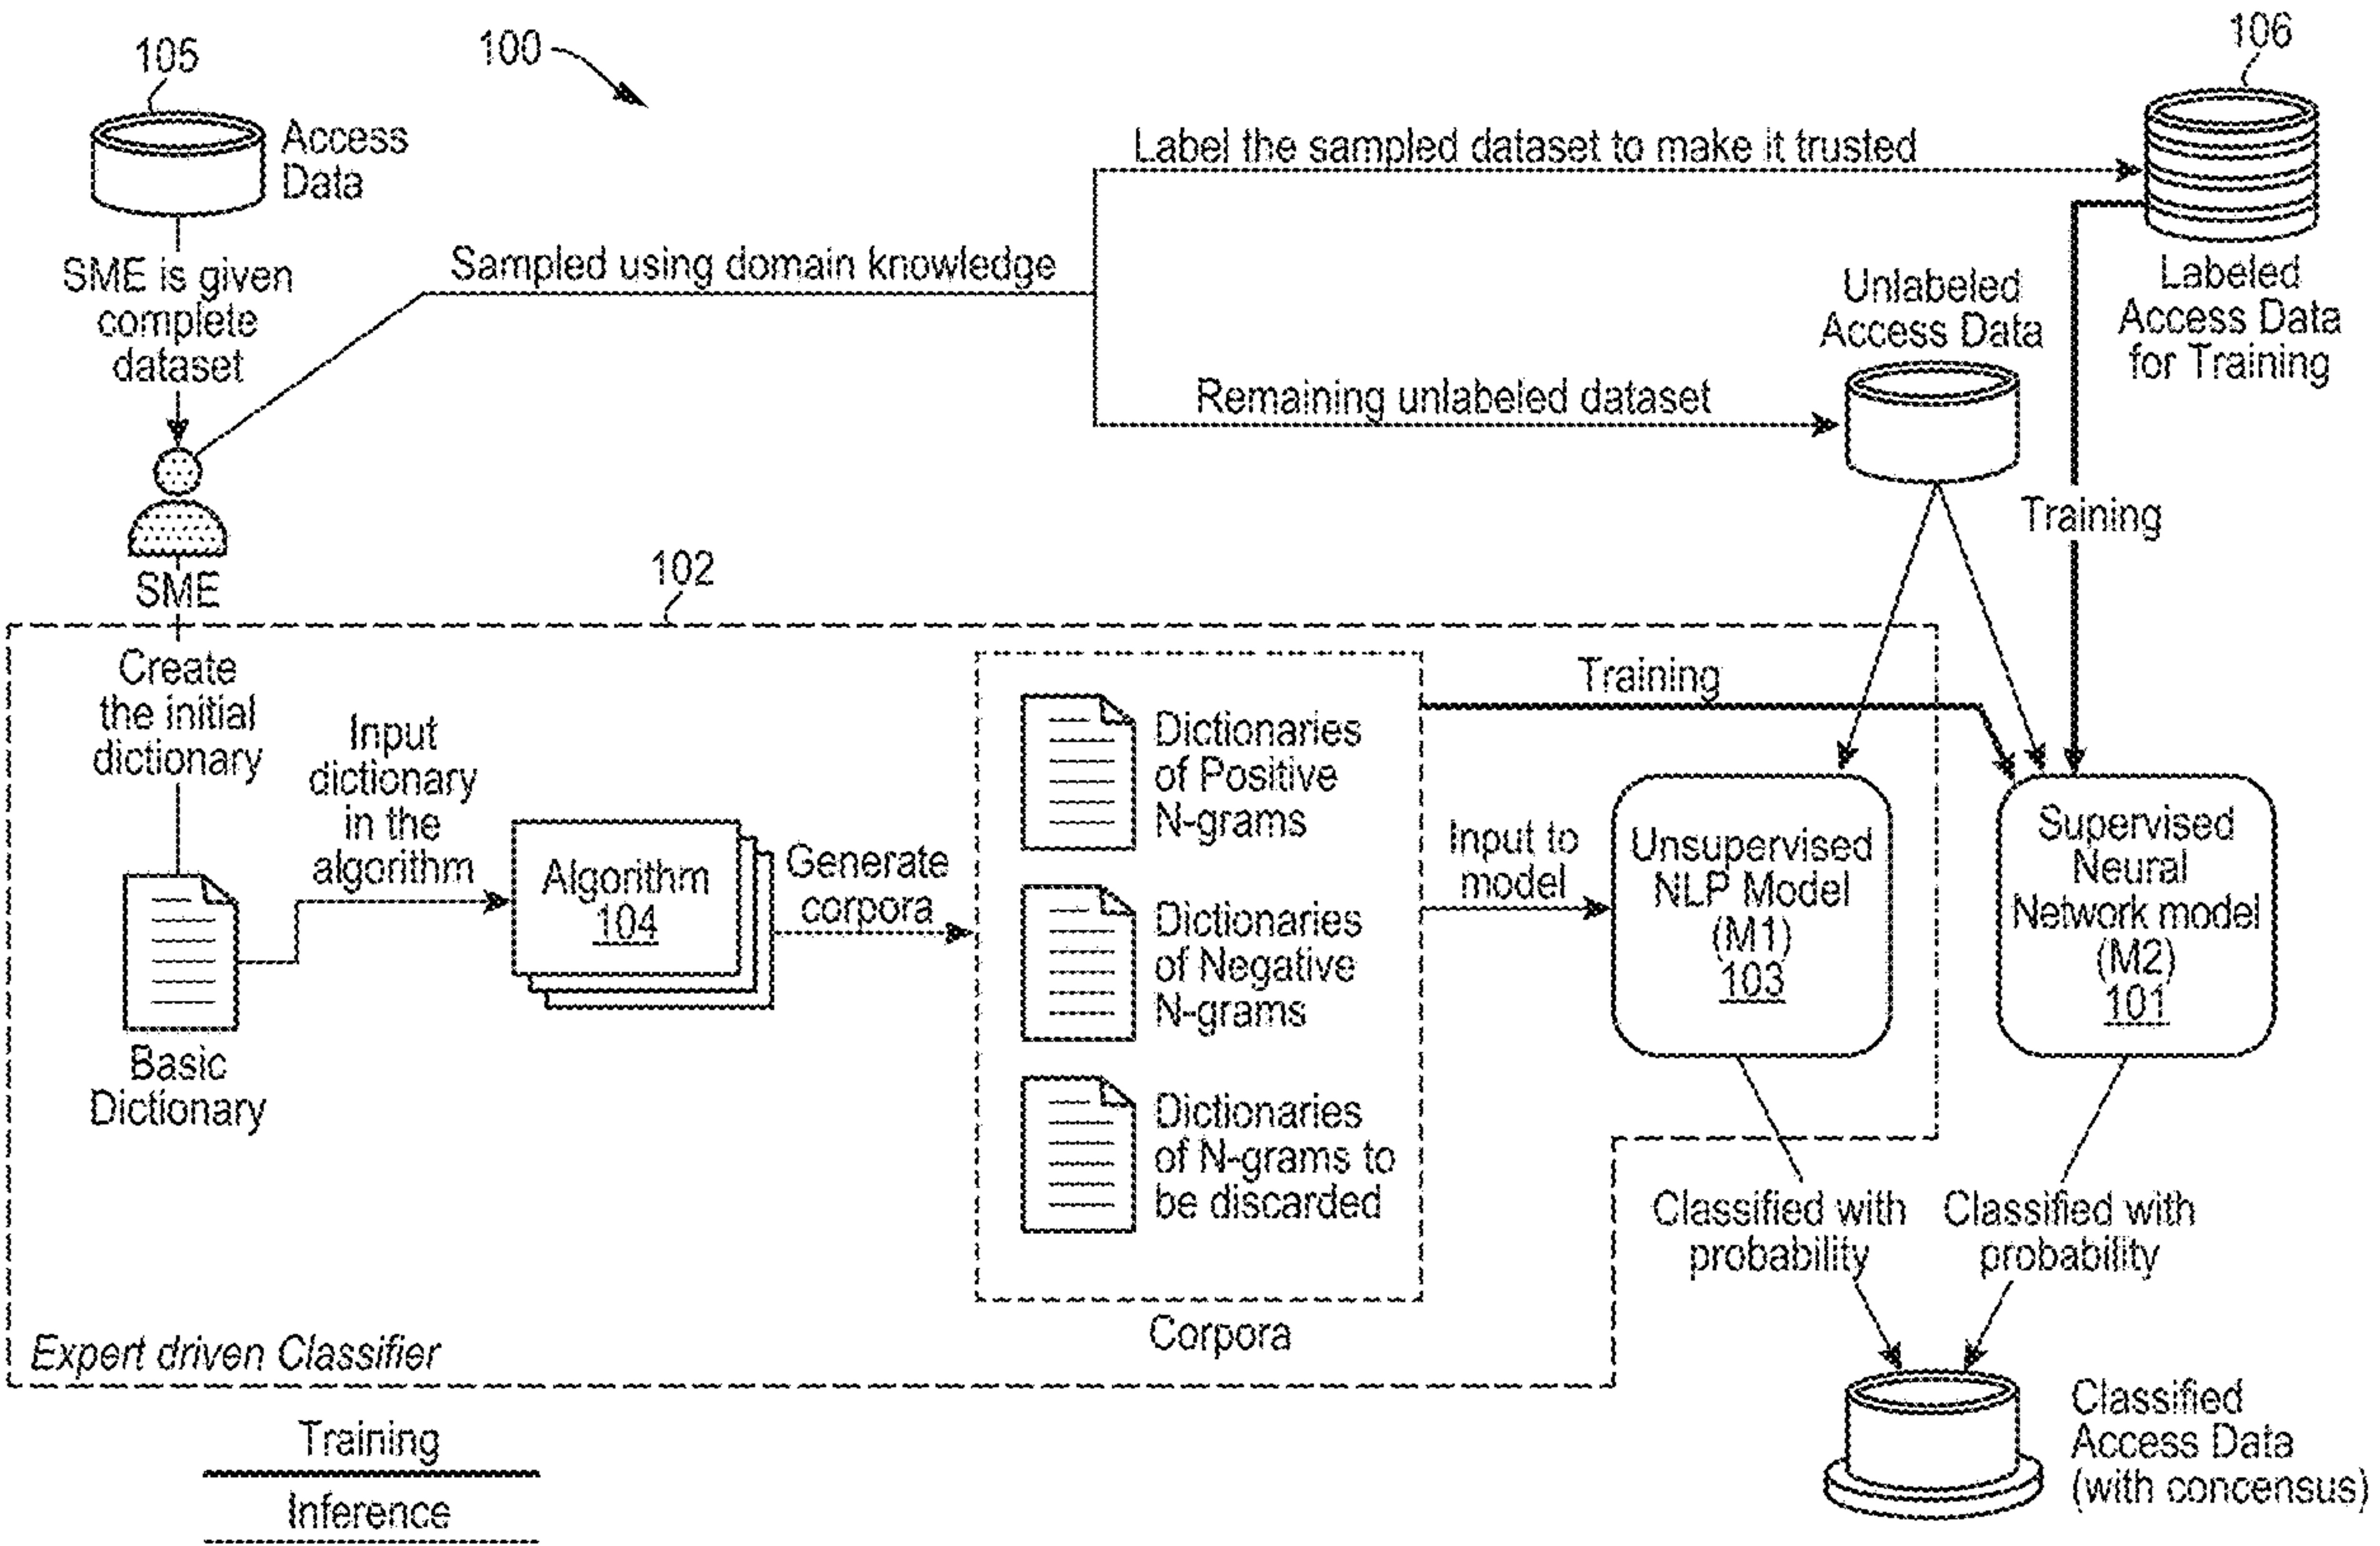 105
100
106
Access
Data
Label the sampled dataset to make it trusted
SME is given
complete
dataset
Sampled using domain knowledge
Unlabeled
Access Data
Labeled
Access Data
for Training
Remaining unlabeled dataset
Training
SME
102
Create
the initial
dictionary
Input
dictionary
in the
algorithm
Algorithm
104
Generate
corpora
Basic
Dictionary
Dictionaries
of Positive
N-grams
Dictionaries
of Negative
N-grams
Dictionaries
of N-grams to
be discarded
Corpora
Training
Input to
model
Unsupervised
NLP Model
(M1)
103
Supervised
Neural
Network model
(M2)
101
Classified with
probability
Classified with
probability
Expert driven Classifier
Classified
Access Data
(with concensus)
Training
Inference